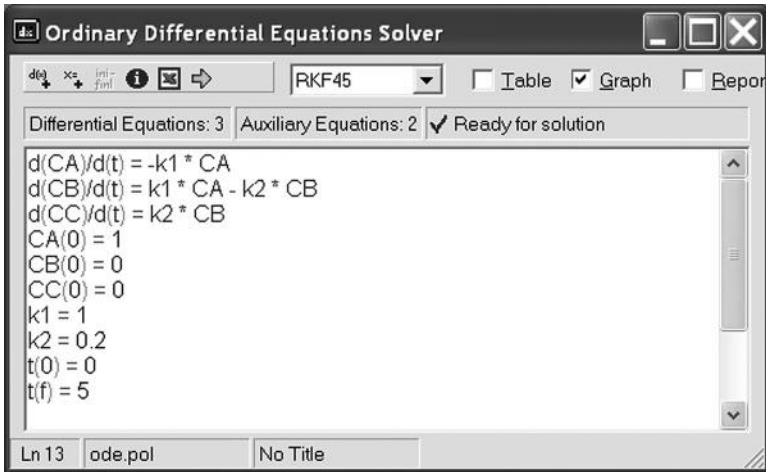 Ordinary Differential Equations Solver
RKF45 Table Graph Repor
Differential Equations: 3 Auxiliary Equations: 2 Ready for solution
d(CA)/d(t) = -k1 * CA
d(CB)/d(t) = k1 * CA - k2 * CB
d(CC)/d(t) = k2 * CB
CA(0) = 1
CB(0) = 0
CC(0) = 0
k1 = 1
k2 = 0.2
t(0) = 0
t(f) = 5
Ln 13 ode.pol No Title